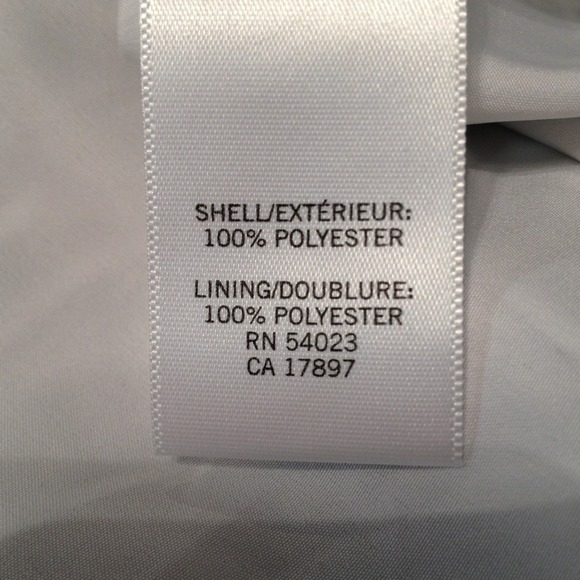 SHELL/EXTÉRIEUR:
100% POLYESTER
LINING/DOUBLURE:
100% POLYESTER
RN 54023
CA 17897